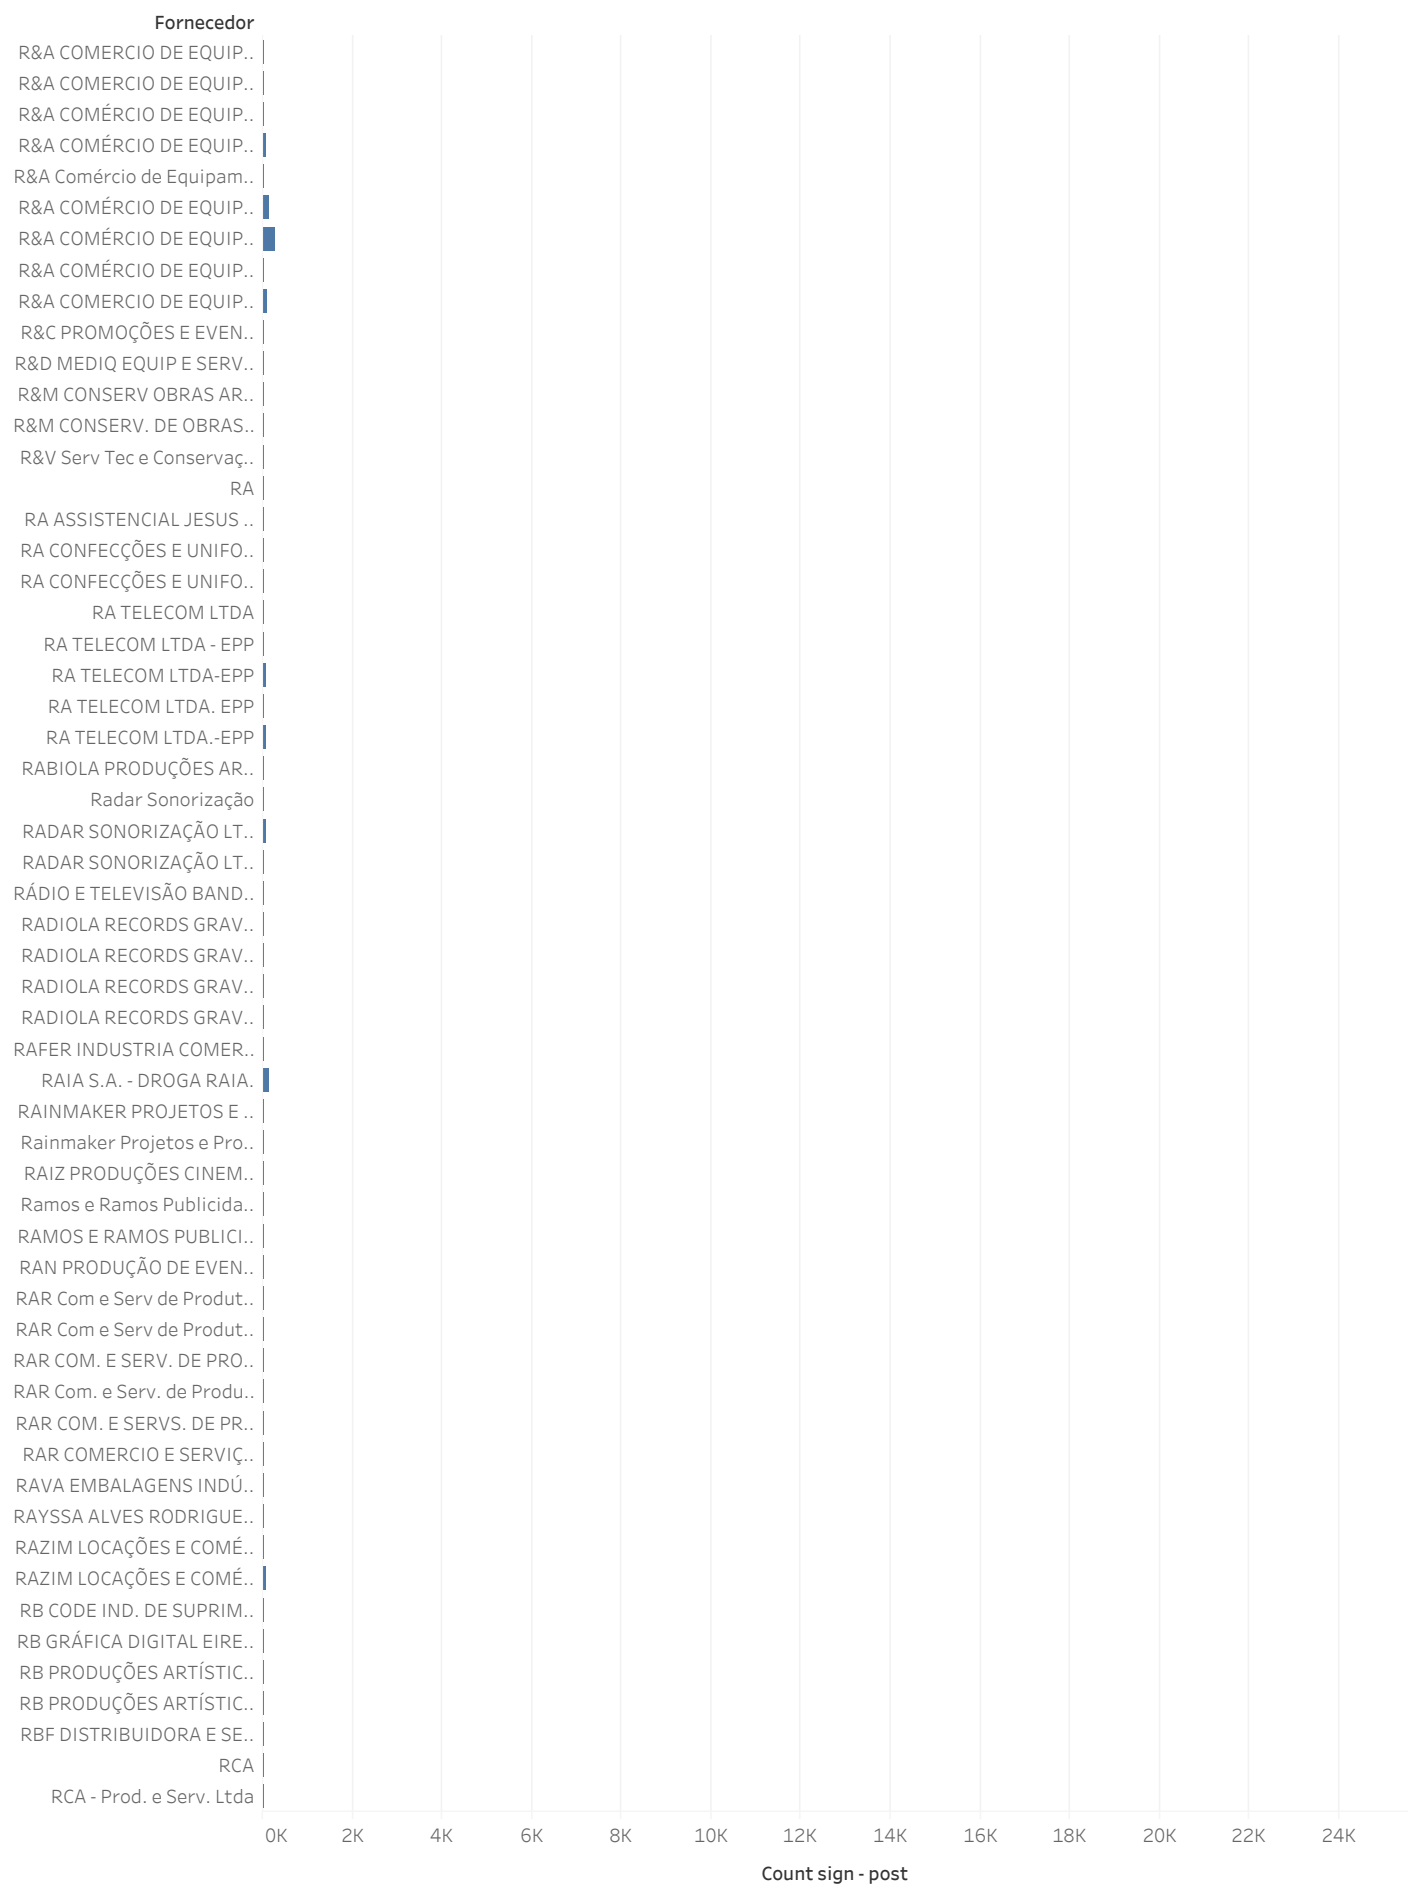 Fornecedor
R&A COMERCIO DE EQUIP..
R&A COMERCIO DE EQUIP..
R&A COMÉRCIO DE EQUIP..
R&A COMÉRCIO DE EQUIP..
R&A Comércio de Equipam..
R&A COMÉRCIO DE EQUIP..
R&A COMÉRCIO DE EQUIP..
R&A COMÉRCIO DE EQUIP..
R&A COMERCIO DE EQUIP..
R&C PROMOÇÕES E EVEN..
R&D MEDIQ EQUIP E SERV..
R&M CONSERV OBRAS AR..
R&M CONSERV. DE OBRAS..
R&V Serv Tec e Conservaç..
RA
RA ASSISTENCIAL JESUS ..
RA CONFECÇÕES E UNIFO..
RA CONFECÇÕES E UNIFO..
RA TELECOM LTDA
RA TELECOM LTDA - EPP
RA TELECOM LTDA-EPP
RA TELECOM LTDA. EPP
RA TELECOM LTDA.-EPP
RABIOLA PRODUÇÕES AR..
Radar Sonorização
RADAR SONORIZAÇÃO LT..
RADAR SONORIZAÇÃO LT..
RÁDIO E TELEVISÃO BAND..
RADIOLA RECORDS GRAV..
RADIOLA RECORDS GRAV..
RADIOLA RECORDS GRAV..
RADIOLA RECORDS GRAV..
RAFER INDUSTRIA COMER..
RAIA S.A. - DROGA RAIA.
RAINMAKER PROJETOS E ..
Rainmaker Projetos e Pro..
RAIZ PRODUÇÕES CINEM..
Ramos e Ramos Publicida..
RAMOS E RAMOS PUBLICI..
RAN PRODUÇÃO DE EVEN..
RAR Com e Serv de Produt..
RAR Com e Serv de Produt..
RAR COM. E SERV. DE PRO..
RAR Com. e Serv. de Produ..
RAR COM. E SERVS. DE PR..
RAR COMERCIO E SERVIÇ..
RAVA EMBALAGENS INDÚ..
RAYSSA ALVES RODRIGUE..
RAZIM LOCAÇÕES E COMÉ..
RAZIM LOCAÇÕES E COMÉ..
RB CODE IND. DE SUPRIM..
RB GRÁFICA DIGITAL EIRE..
RB PRODUÇÕES ARTÍSTIC..
RB PRODUÇÕES ARTÍSTIC..
RBF DISTRIBUIDORA E SE..
RCA
RCA - Prod. e Serv. Ltda
0K 2K 4K 6K 8K 10K 12K 14K 16K 18K 20K 22K 24K
Count sign - post